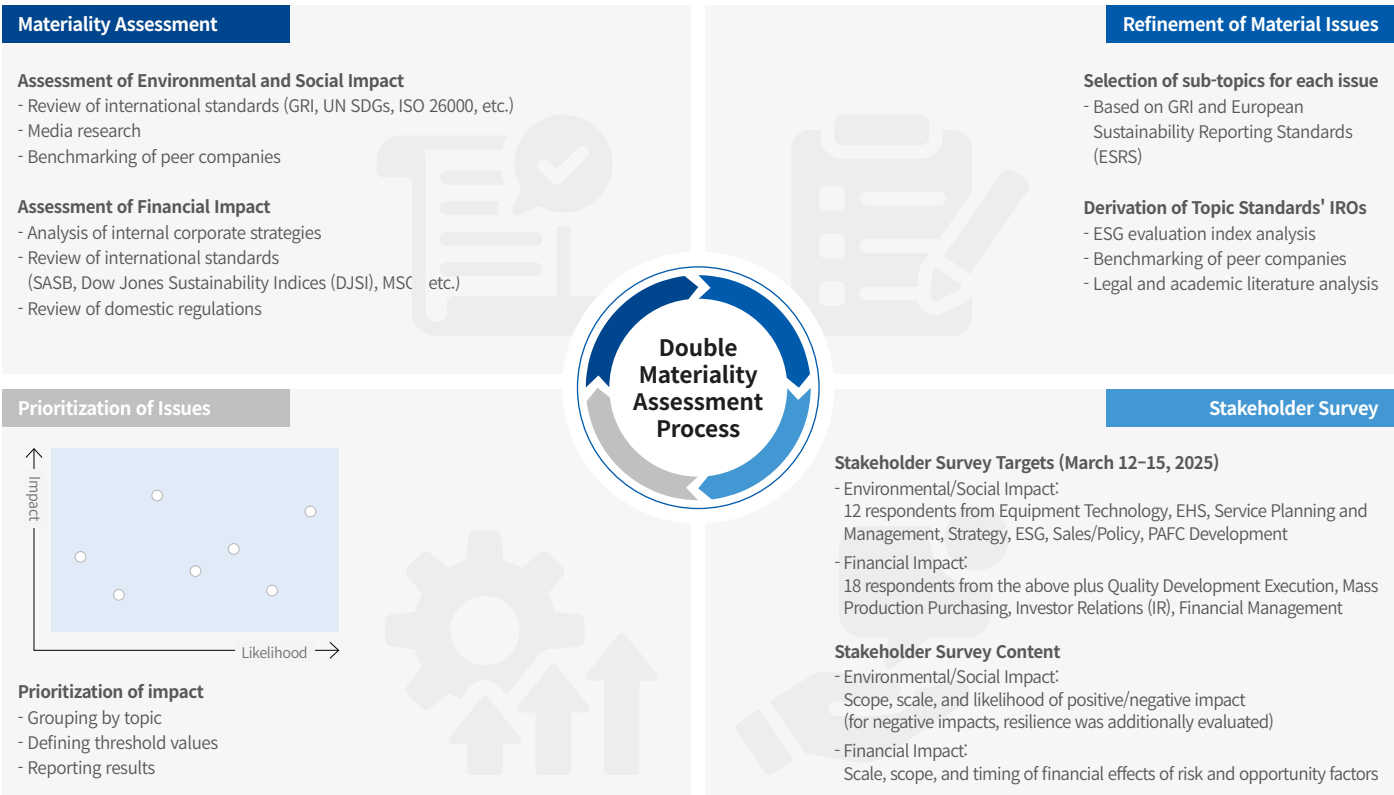 Materiality Assessment
Assessment of Environmental and Social Impact
- Review of international standards (GRI, UN SDGs, ISO 26000, etc.)
- Media research
- Benchmarking of peer companies
Assessment of Financial Impact
- Analysis of internal corporate strategies
- Review of international standards
(SASB, Dow Jones Sustainability Indices (DJSI), MSC etc.)
- Review of domestic regulations
Refinement of Material Issues
Selection of sub-topics for each issue
- Based on GRI and European
Sustainability Reporting Standards
(ESRS)
Derivation of Topic Standards' IROs
- ESG evaluation index analysis
- Benchmarking of peer companies
- Legal and academic literature analysis
Double
Materiality
Assessment
Process
Prioritization of Issues
Impact
Likelihood
Prioritization of impact
- Grouping by topic
- Defining threshold values
- Reporting results
Stakeholder Survey
Stakeholder Survey Targets (March 12–15, 2025)
- Environmental/Social Impact:
12 respondents from Equipment Technology, EHS, Service Planning and
Management, Strategy, ESG, Sales/Policy, PAFC Development
- Financial Impact:
18 respondents from the above plus Quality Development Execution, Mass
Production Purchasing, Investor Relations (IR), Financial Management
Stakeholder Survey Content
- Environmental/Social Impact:
Scope, scale, and likelihood of positive/negative impact
(for negative impacts, resilience was additionally evaluated)
- Financial Impact:
Scale, scope, and timing of financial effects of risk and opportunity factors